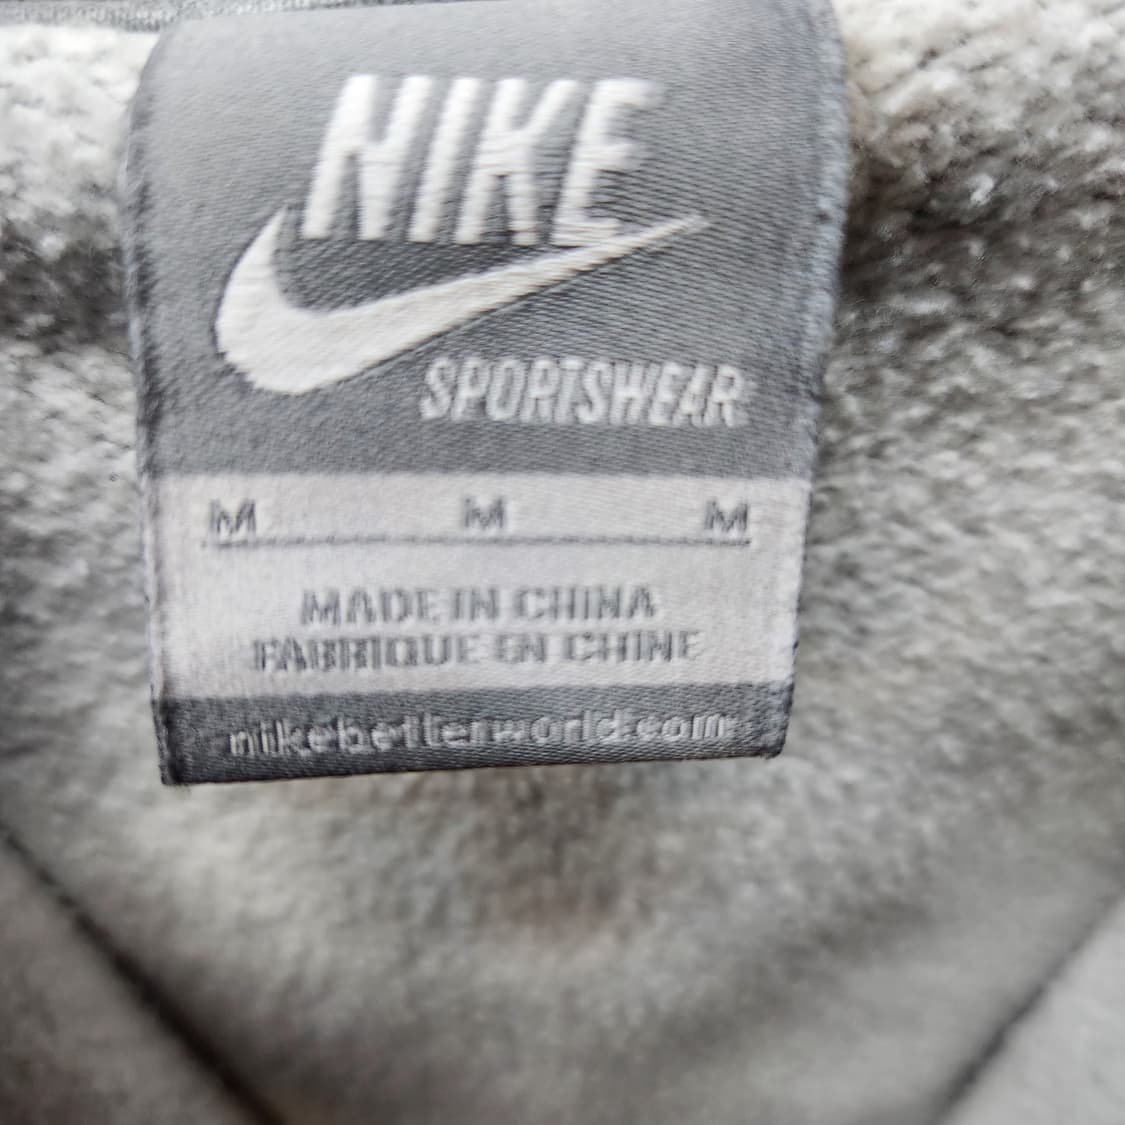 NIKE
SPORTSWEAR
M M M
MADE IN CHINA
FABRIQUE EN CHINE
nikebetterworld.com